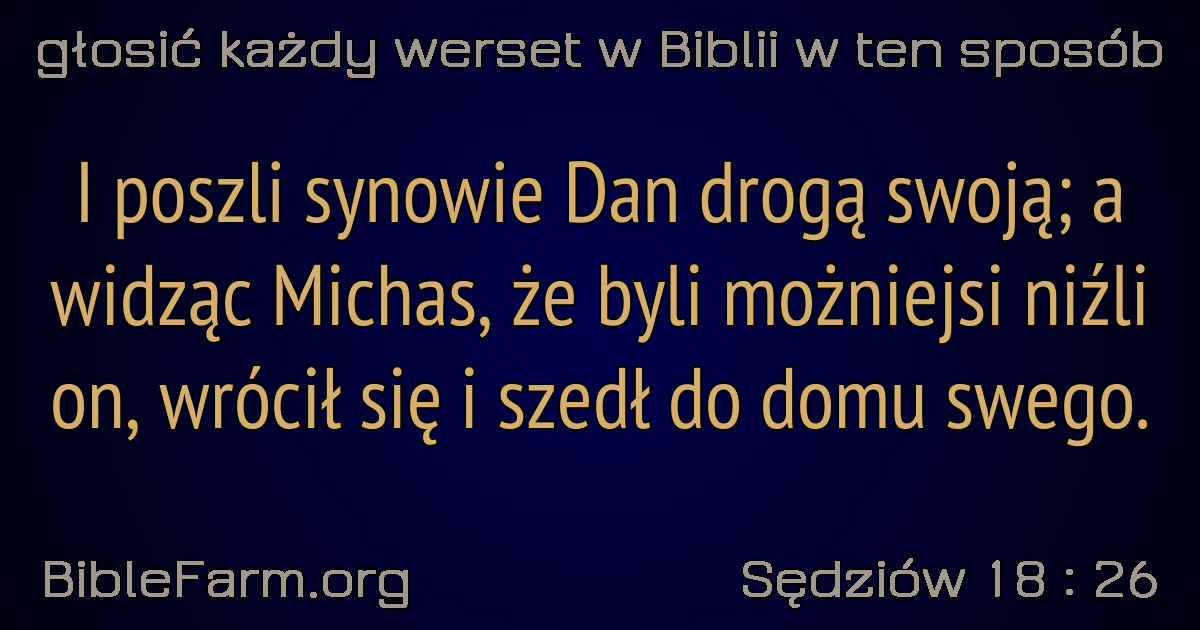 głosić każdy werset w Biblii w ten sposób
I poszli synowie Dan drogą swoją; a
widząc Michas, że byli możniejsi niźli
on, wrócił się i szedł do domu swego.
BibleFarm.org
Sędziów 18 : 26